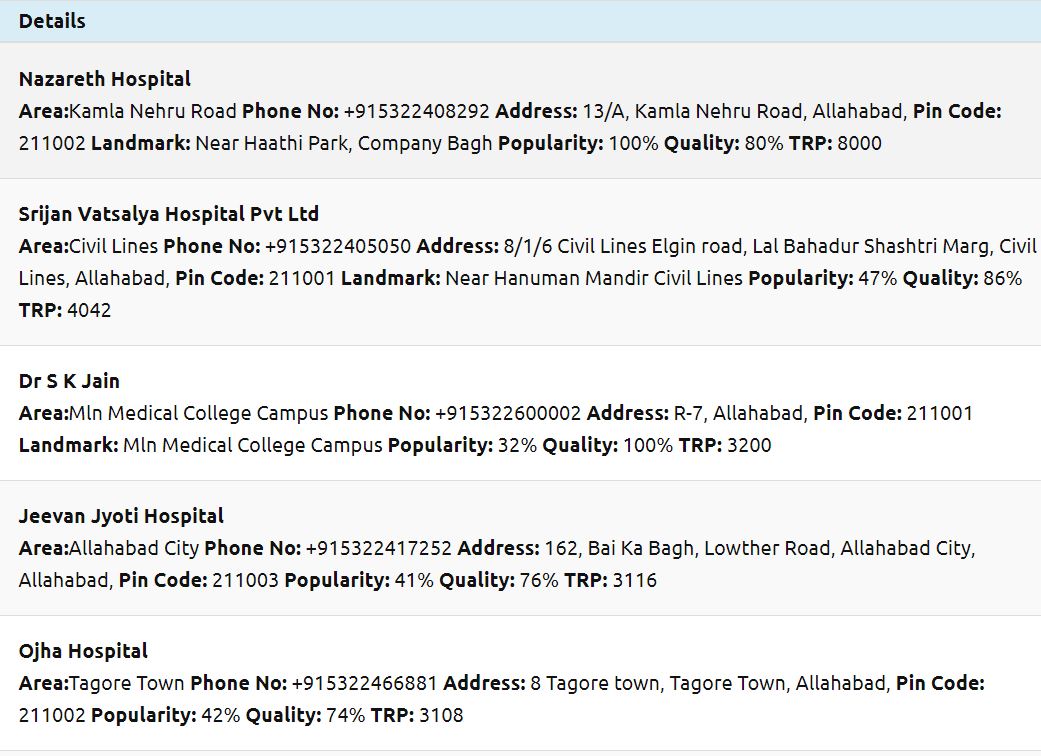 Details
Nazareth Hospital
Area:Kamla Nehru Road Phone No: +915322408292 Address: 13/A, Kamla Nehru Road, Allahabad, Pin Code:
211002 Landmark: Near Haathi Park, Company Bagh Popularity: 100% Quality: 80% TRP: 8000
Srijan Vatsalya Hospital Pvt Ltd
Area:Civil Lines Phone No: +915322405050 Address: 8/1/6 Civil Lines Elgin road, Lal Bahadur Shashtri Marg, Civil
Lines, Allahabad, Pin Code: 211001 Landmark: Near Hanuman Mandir Civil Lines Popularity: 47% Quality: 86%
TRP: 4042
Dr S K Jain
Area:Mln Medical College Campus Phone No: +915322600002 Address: R-7, Allahabad, Pin Code: 211001
Landmark: Mln Medical College Campus Popularity: 32% Quality: 100% TRP: 3200
Jeevan Jyoti Hospital
Area:Allahabad City Phone No: +915322417252 Address: 162, Bai Ka Bagh, Lowther Road, Allahabad City,
Allahabad, Pin Code: 211003 Popularity: 41% Quality: 76% TRP: 3116
Ojha Hospital
Area:Tagore Town Phone No: +915322466881 Address: 8 Tagore town, Tagore Town, Allahabad, Pin Code:
211002 Popularity: 42% Quality: 74% TRP: 3108